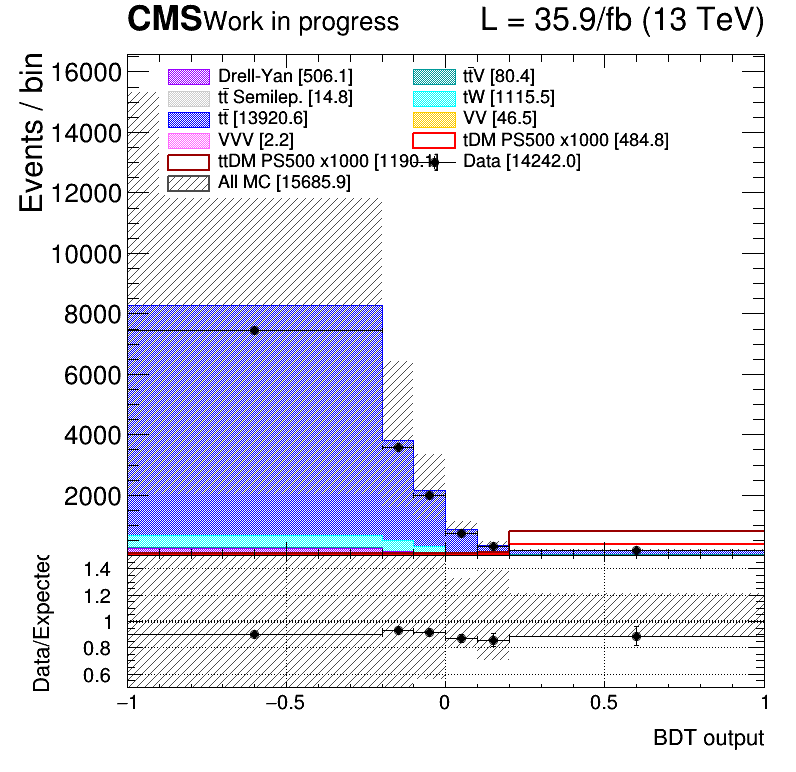 CMS Work in progress L = 35.9/fb (13 TeV)
Events / bin
16000
14000
12000
10000
8000
6000
4000
2000
Drell-Yan [506.1] tt̄V [80.4]
tt̄ Semilep. [14.8] tW [1115.5]
tt̄ [13920.6] VV [46.5]
VVV [2.2] tDM PS500 x1000 [484.8]
ttDM PS500 x1000 [1190.1] Data [14242.0]
All MC [15685.9]
Data/Expected
1.4
1.2
1
0.8
0.6
−1 −0.5 0 0.5 1
BDT output